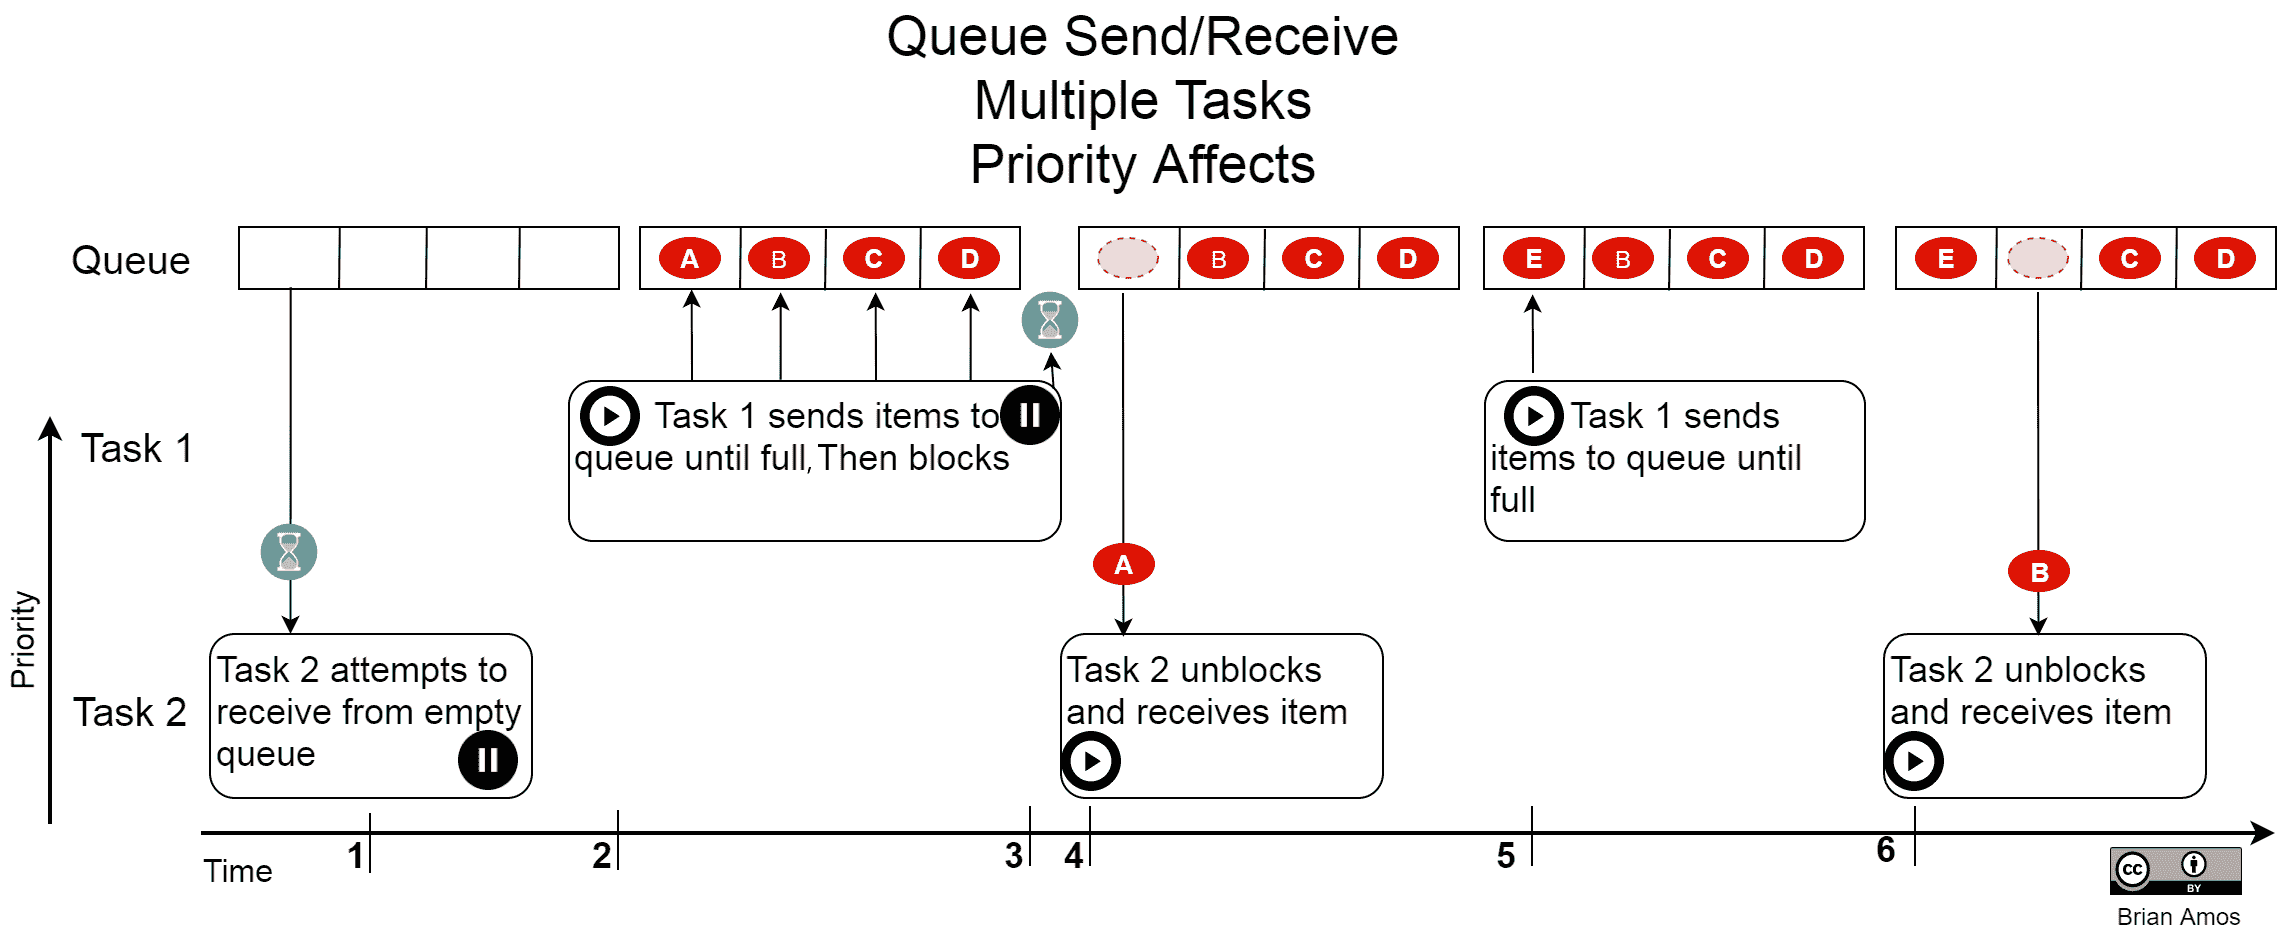 Queue Send/Receive
Multiple Tasks
Priority Affects
Queue
A B C D
B C D
E B C D
E C D
Task 1
Task 1 sends items to
queue until full, Then blocks
Task 1 sends
items to queue until
full
A
B
Priority
Task 2
Task 2 attempts to
receive from empty
queue
Task 2 unblocks
and receives item
Task 2 unblocks
and receives item
Time
1 2 3 4 5 6
cc BY
Brian Amos